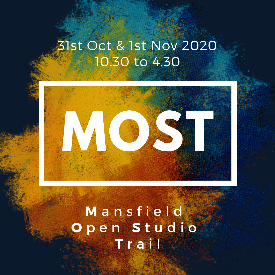 31st Oct & 1st Nov 2020
10.30 to 4.30
MOST
Mansfield
Open Studio
Trail